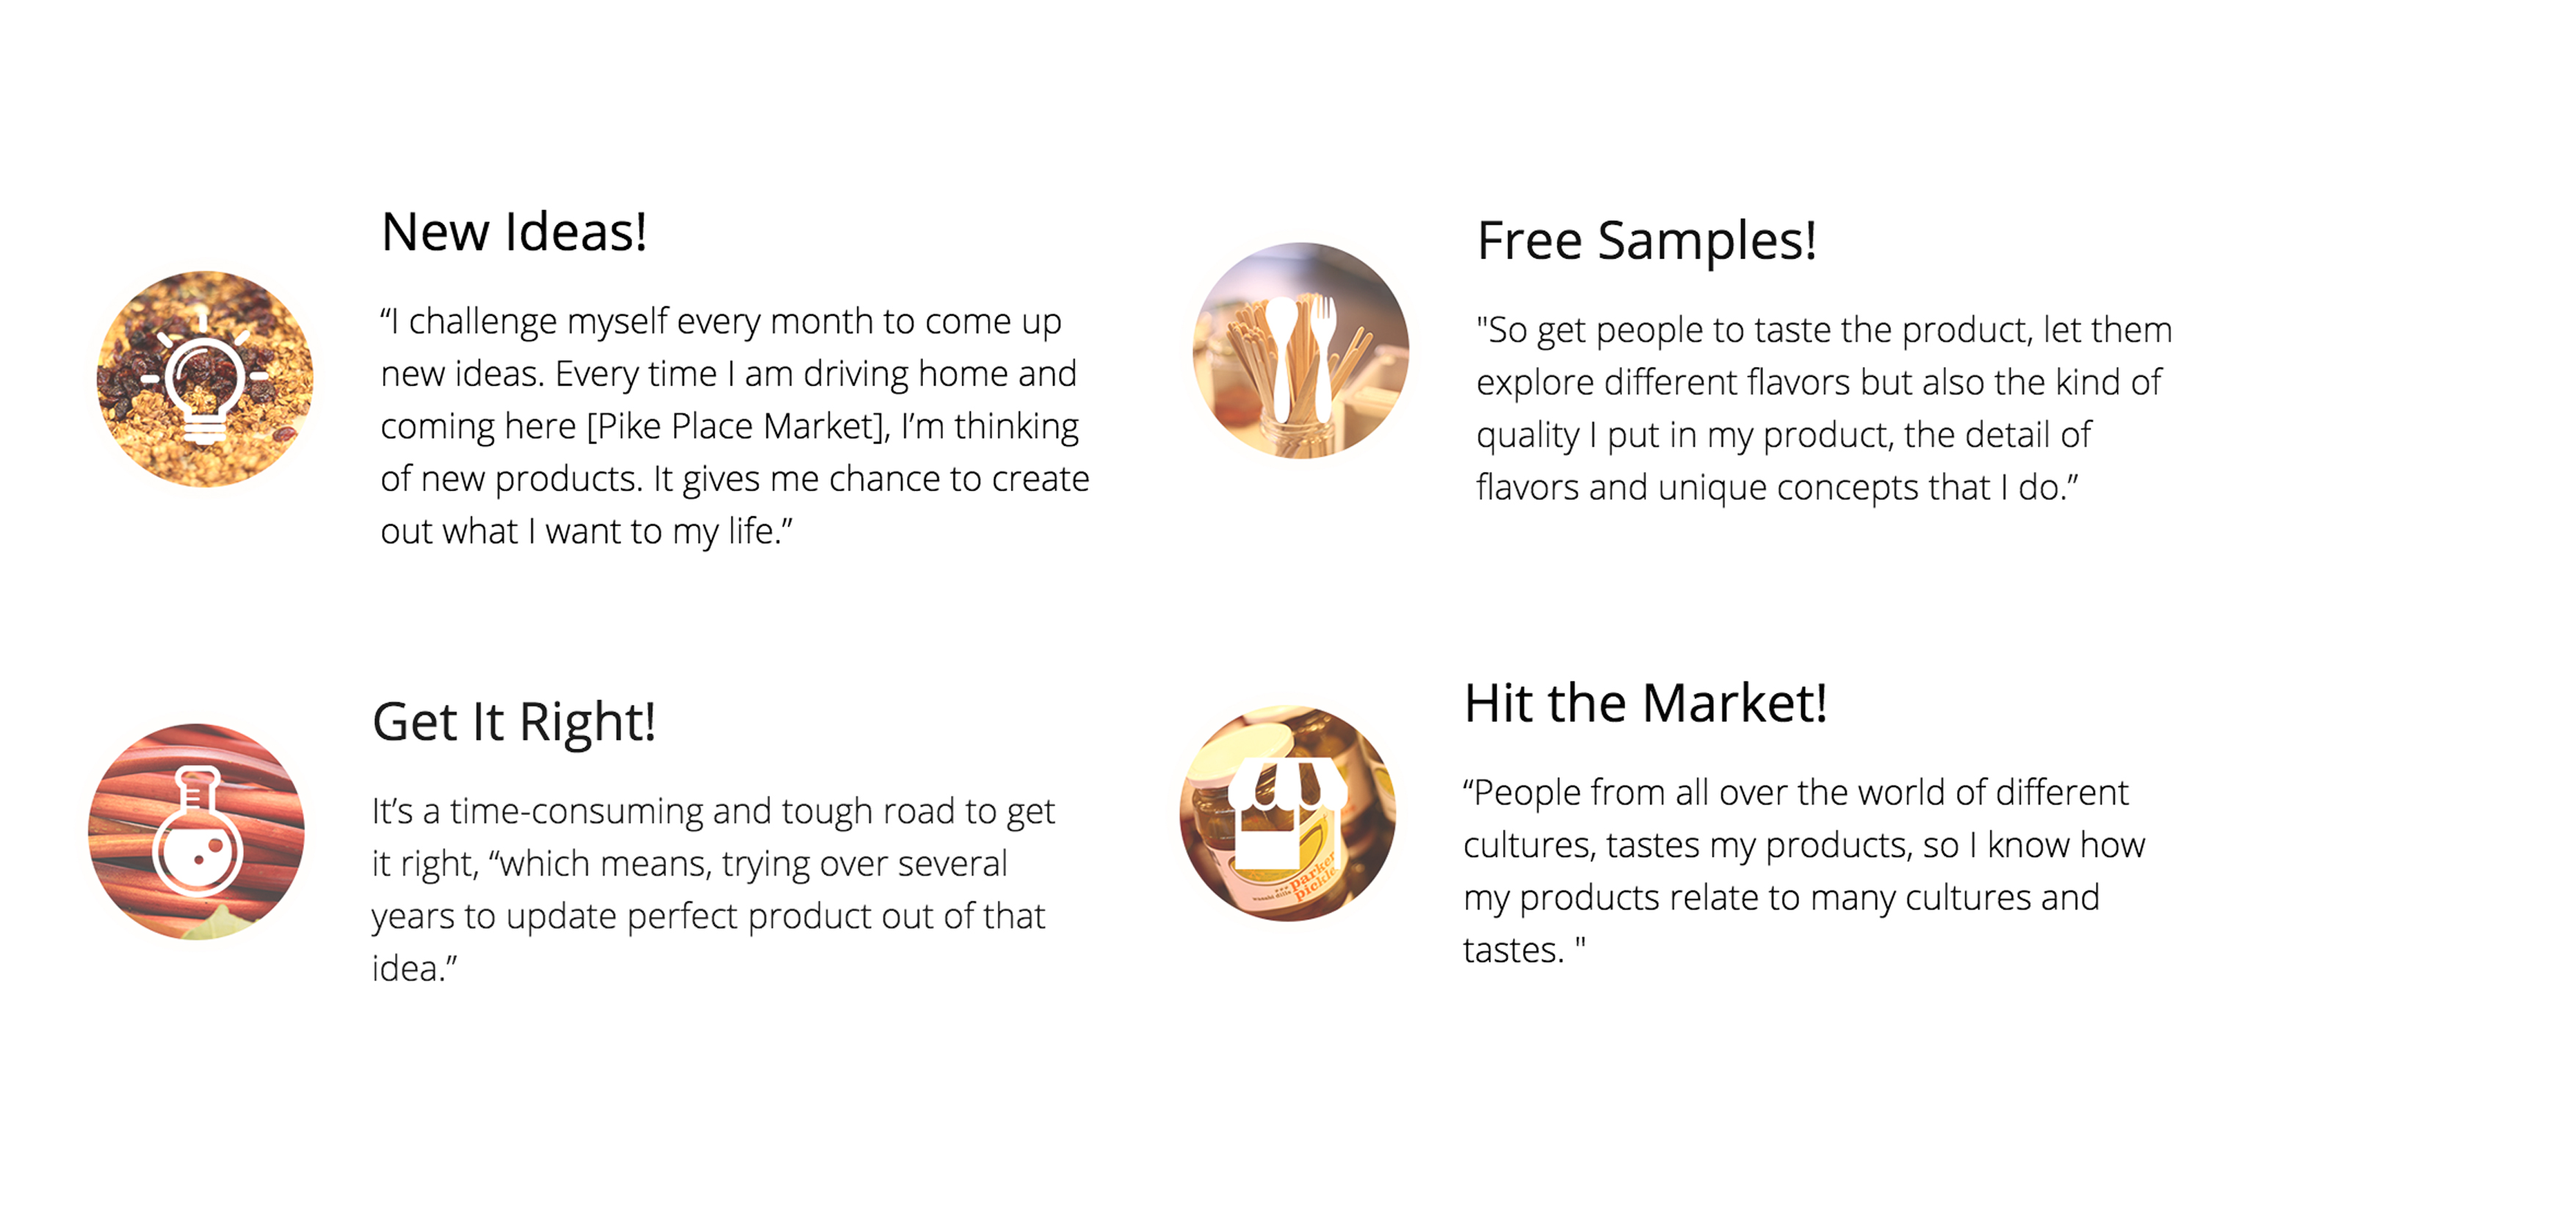 New Ideas!
“I challenge myself every month to come up
new ideas. Every time I am driving home and
coming here [Pike Place Market], I’m thinking
of new products. It gives me chance to create
out what I want to my life.”
Free Samples!
"So get people to taste the product, let them
explore different flavors but also the kind of
quality I put in my product, the detail of
flavors and unique concepts that I do.”
Get It Right!
It’s a time-consuming and tough road to get
it right, “which means, trying over several
years to update perfect product out of that
idea.”
Hit the Market!
“People from all over the world of different
cultures, tastes my products, so I know how
my products relate to many cultures and
tastes. "
parker
pickle